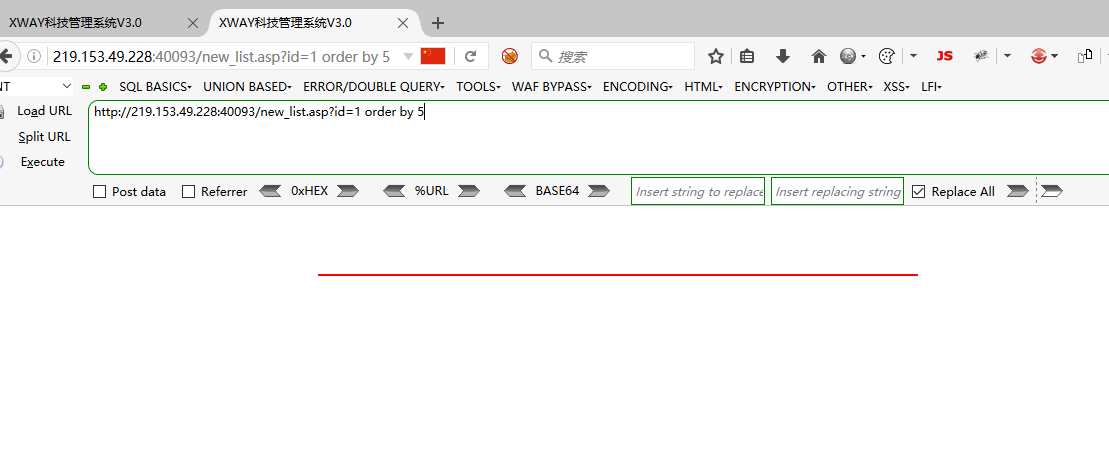 XWAY科技管理系统V3.0
XWAY科技管理系统V3.0
219.153.49.228:40093/new_list.asp?id=1 order by 5
搜索
JS
NT
SQL BASICS
UNION BASED
ERROR/DOUBLE QUERY
TOOLS
WAF BYPASS
ENCODING
HTML
ENCRYPTION
OTHER
XSS
LFI
Load URL
http://219.153.49.228:40093/new_list.asp?id=1 order by 5
Split URL
Execute
Post data
Referrer
0xHEX
%URL
BASE64
Insert string to replace
Insert replacing string
Replace All